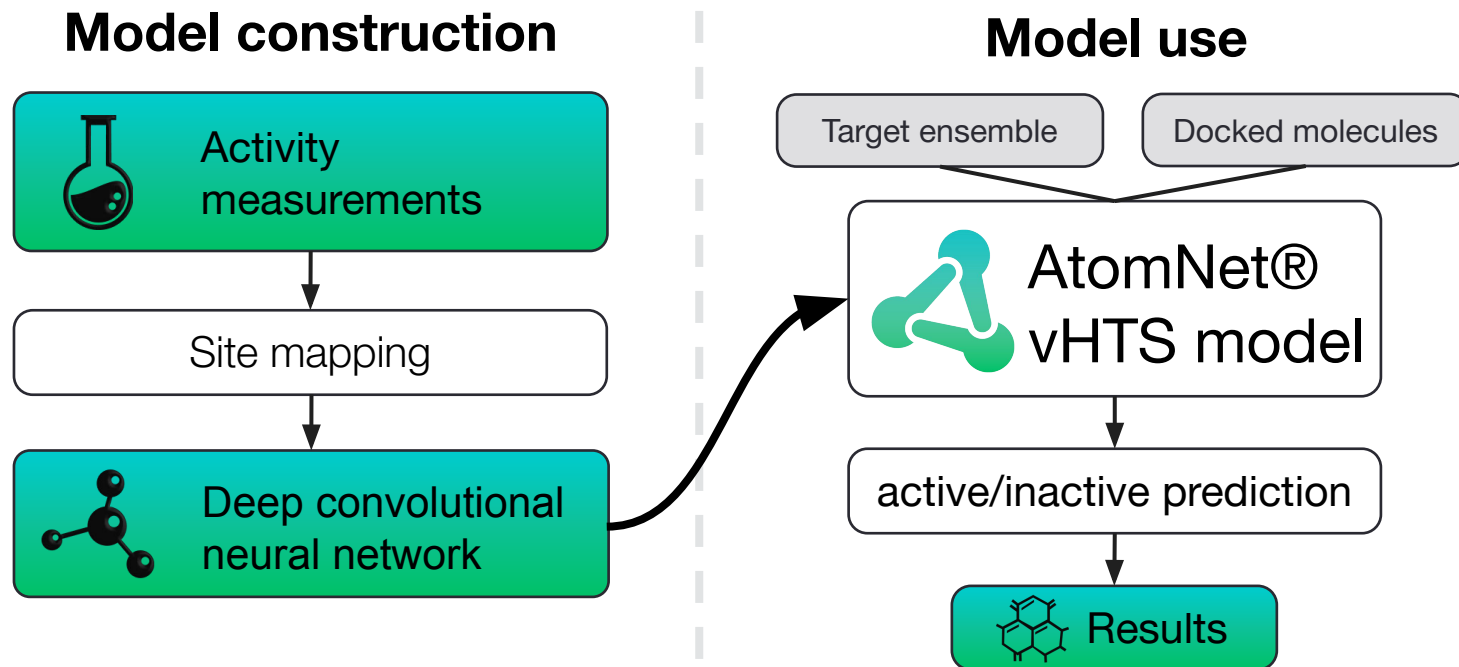 Model construction
Activity
measurements
Site mapping
Deep convolutional
neural network
Model use
Target ensemble
Docked molecules
AtomNet®
vHTS model
active/inactive prediction
Results